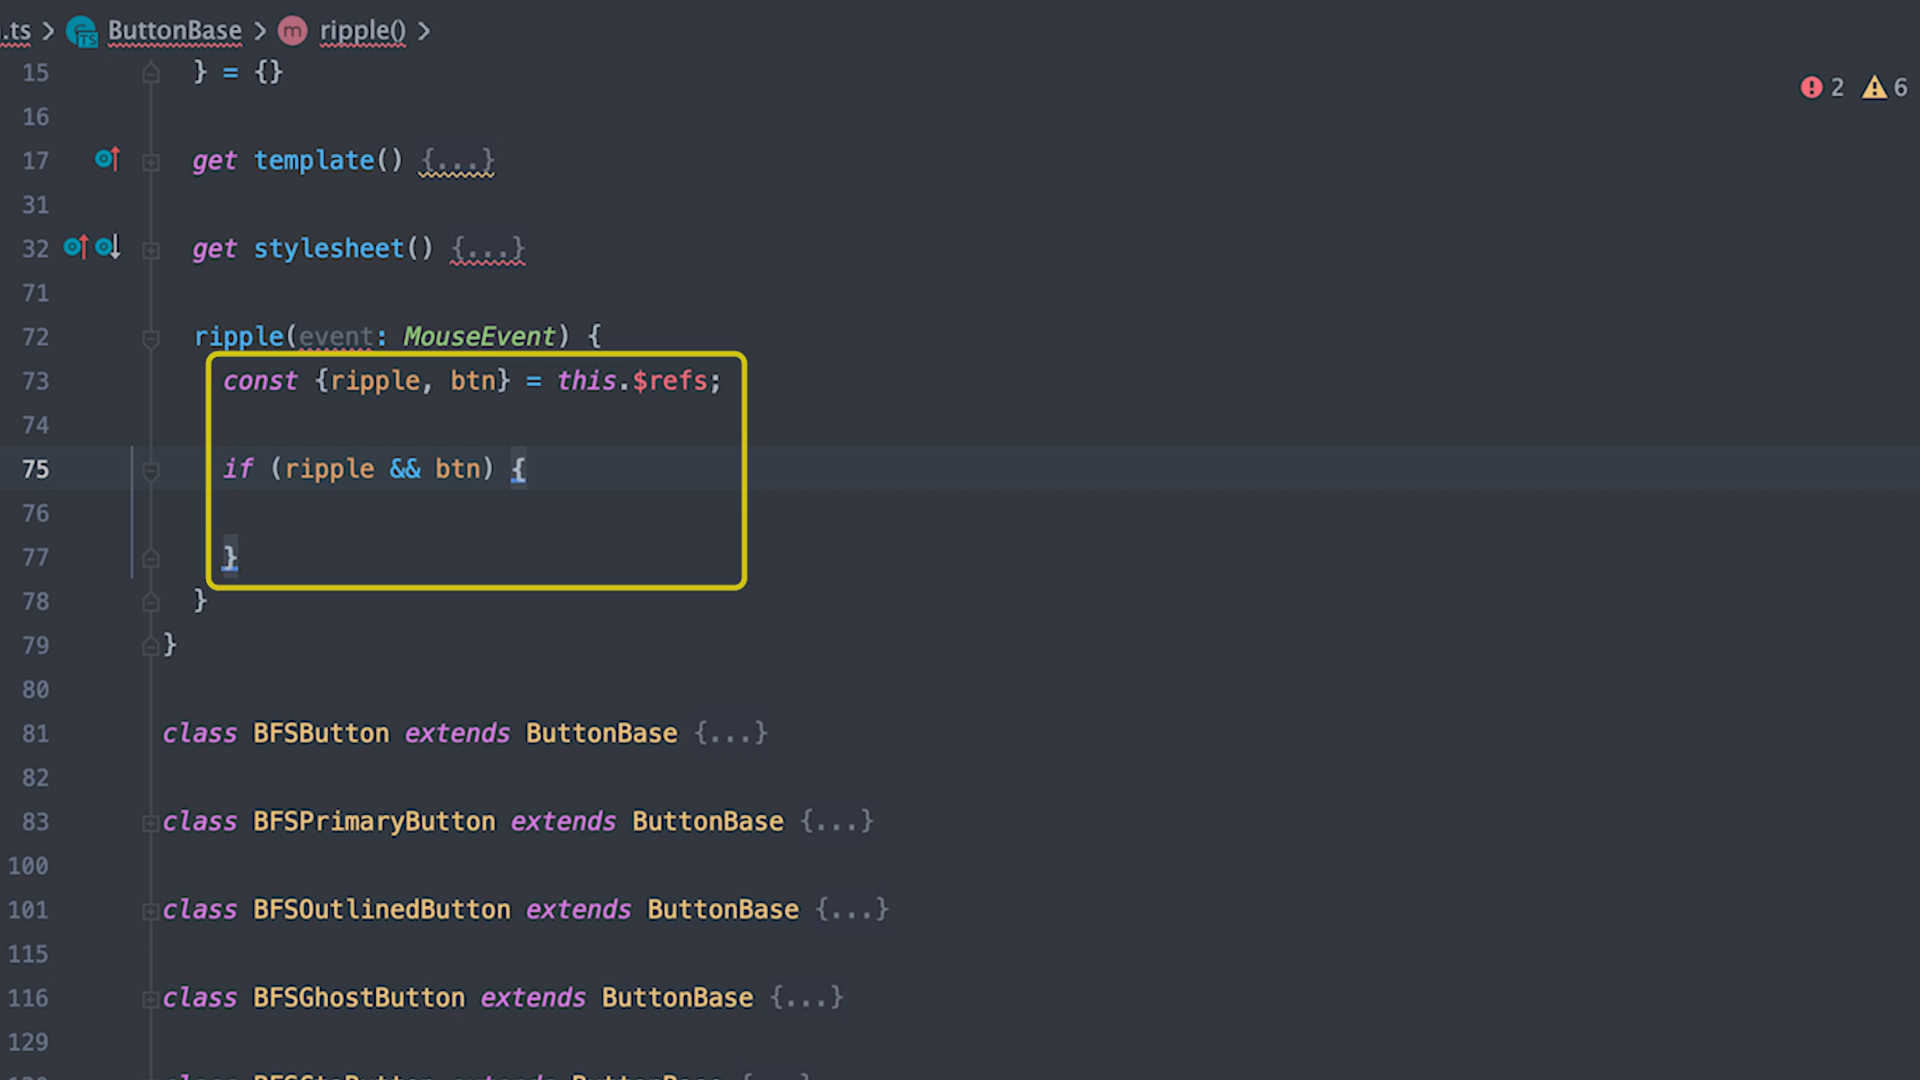 .ts > ButtonBase > m ripple() >
2 6
15 } = {}
16
17 get template() {...}
31
32 get stylesheet() {...}
71
72 ripple(event: MouseEvent) {
73 const {ripple, btn} = this.$refs;
74
75 if (ripple && btn) {
76
77 }
78 }
79 }
80
81 class BFSButton extends ButtonBase {...}
82
83 class BFSPrimaryButton extends ButtonBase {...}
100
101 class BFSOutlinedButton extends ButtonBase {...}
115
116 class BFSGhostButton extends ButtonBase {...}
129